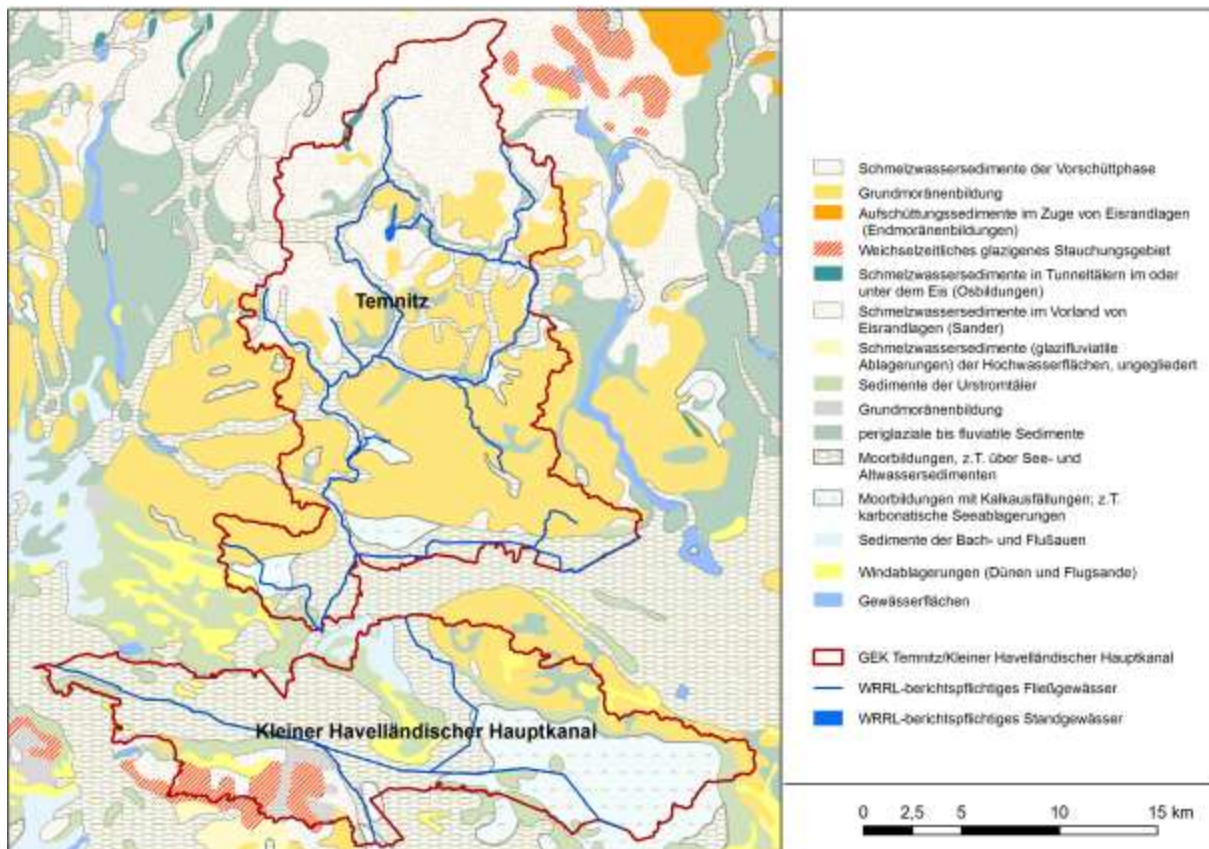 Temnitz
Kleiner Havelländischer Hauptkanal
Schmelzwassersedimente der Vorschüttphase
Grundmoränenbildung
Aufschüttungssedimente im Zuge von Eisrandlagen
(Endmoränenbildungen)
Weichselzeitliches glazigenes Stauchungsgebiet
Schmelzwassersedimente in Tunneltälern im oder
unter dem Eis (Osbildungen)
Schmelzwassersedimente im Vorland von
Eisrandlagen (Sander)
Schmelzwassersedimente (glazifluviatile
Ablagerungen) der Hochwasserflächen, ungegliedert
Sedimente der Urstromtäler
Grundmoränenbildung
periglaziale bis fluviatile Sedimente
Moorbildungen, z.T. über See- und
Altwassersedimenten
Moorbildungen mit Kalkausfällungen; z.T.
karbonatische Seeablagerungen
Sedimente der Bach- und Flußauen
Windablagerungen (Dünen und Flugsande)
Gewässerflächen
GEK Temnitz/Kleiner Havelländischer Hauptkanal
WRRL-berichtspflichtiges Fließgewässer
WRRL-berichtspflichtiges Standgewässer
0 2,5 5 10 15 km